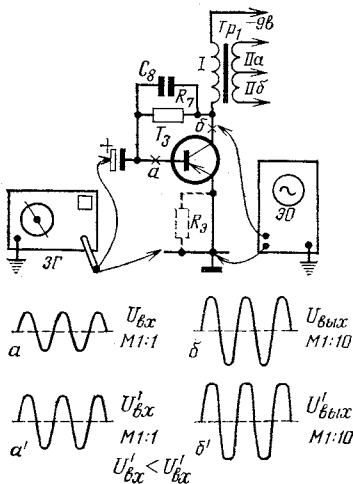 -9в
Тр₁
I
IIа
IIб
C₈
R₇
T₃
б
+
а
Rэ
ЗГ
ЭО
а
Uвх
М1:1
б
Uвых
М1:10
а'
U'вх
М1:1
б'
U'вых
М1:10
U'вх < U'вх